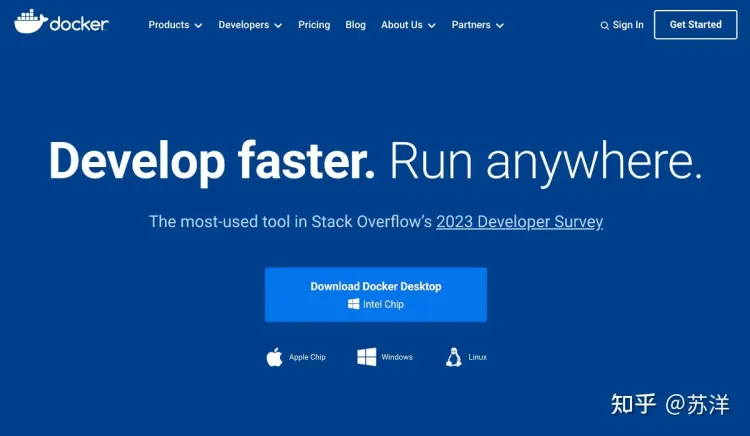 docker
Products
Developers
Pricing
Blog
About Us
Partners
Sign In
Get Started
Develop faster. Run anywhere.
The most-used tool in Stack Overflow's 2023 Developer Survey
Download Docker Desktop
Intel Chip
Apple Chip
Windows
Linux
知乎 @苏洋